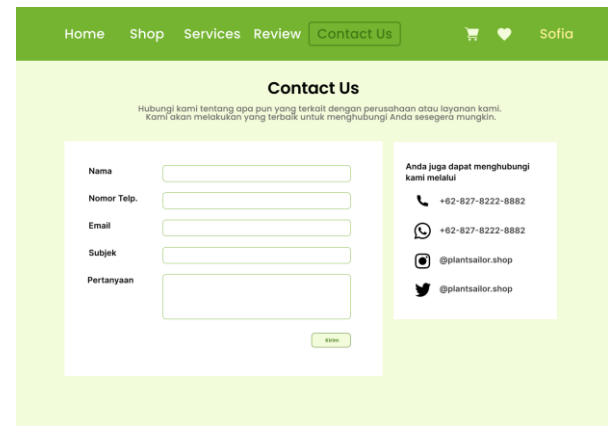 Home Shop Services Review Contact Us Sofia
Contact Us
Hubungi kami tentang apa pun yang terkait dengan perusahaan atau layanan kami.
Kami akan melakukan yang terbaik untuk menghubungi Anda sesegera mungkin.
Nama
Nomor Telp.
Email
Subjek
Pertanyaan
Kirim
Anda juga dapat menghubungi
kami melalui
+62-827-8222-8882
+62-827-8222-8882
@plantsailor.shop
@plantsailor.shop